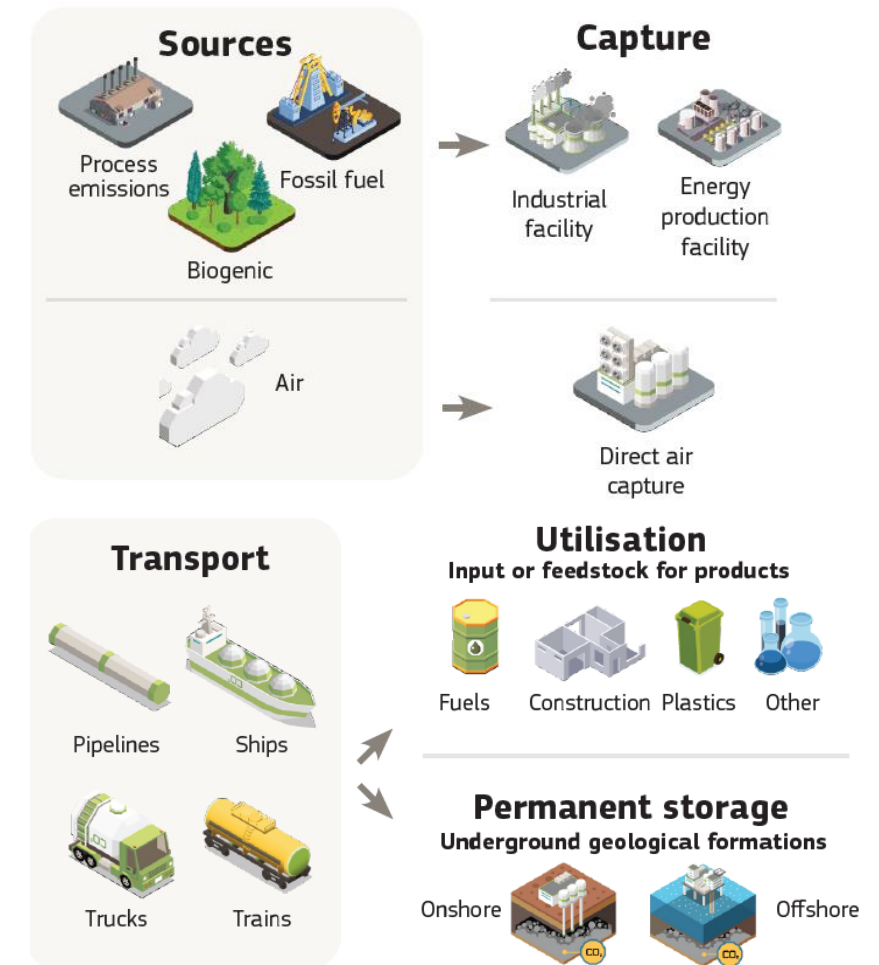 Sources
Process
emissions
Fossil fuel
Biogenic
Air
Capture
Industrial
facility
Energy
production
facility
Direct air
capture
Transport
Pipelines
Ships
Trucks
Trains
Utilisation
Input or feedstock for products
Fuels
Construction
Plastics
Other
Permanent storage
Underground geological formations
Onshore
CO₂
Offshore
CO₂